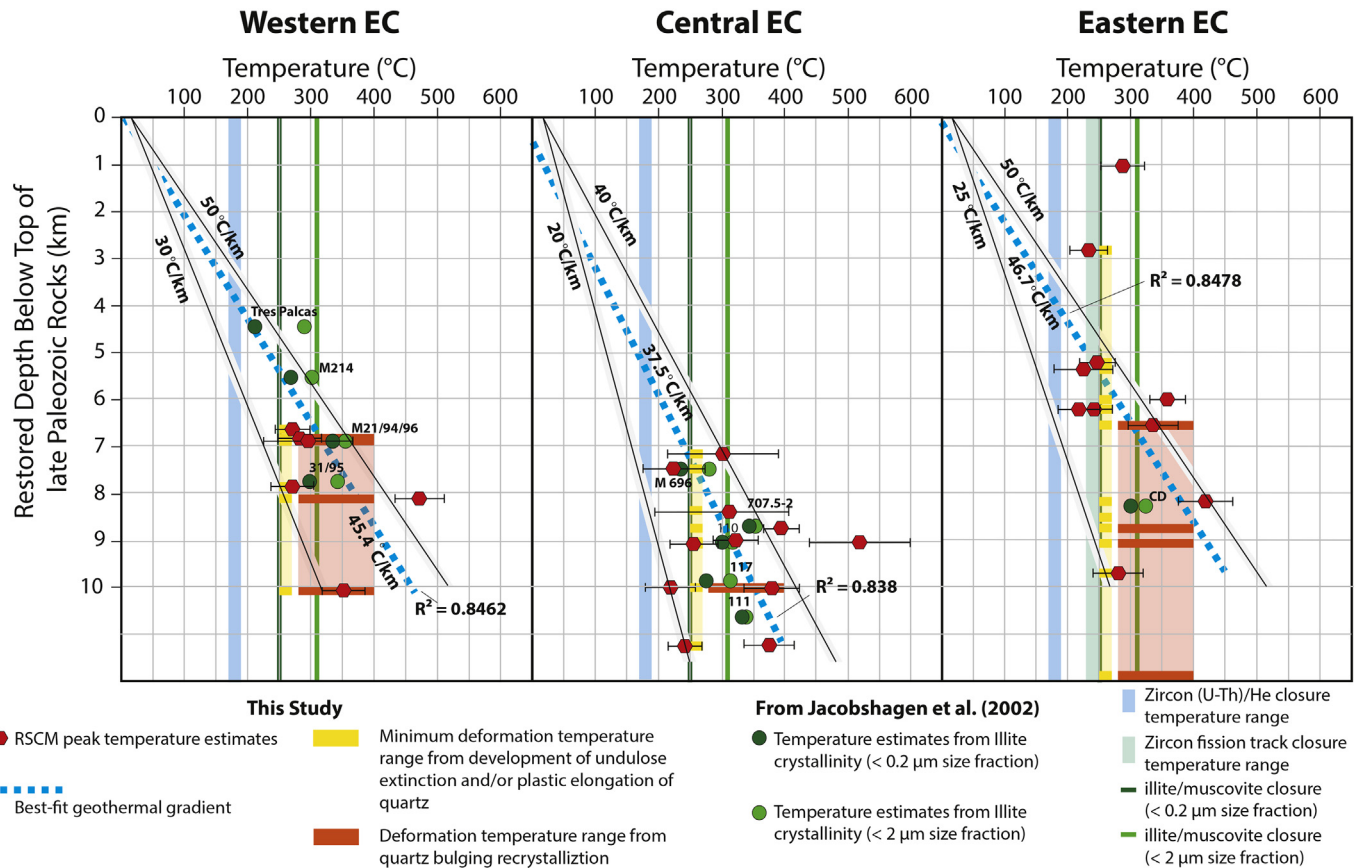 Western EC
Central EC
Eastern EC
Temperature (°C)
Temperature (°C)
Temperature (°C)
100 200 300 400 500 600
100 200 300 400 500 600
100 200 300 400 500 600
Restored Depth Below Top of
late Paleozoic Rocks (km)
0
1
2
3
4
5
6
7
8
9
10
50°C/km
30°C/km
Tres Palcas
M214
M21/94/96
31/95
45.4°C/km
R² = 0.8462
40°C/km
20°C/km
37.5°C/km
M 696
707.5-2
110
117
111
R² = 0.838
50°C/km
25°C/km
46.7°C/km
R² = 0.8478
CD
This Study
RSCM peak temperature estimates
Best-fit geothermal gradient
Minimum deformation temperature
range from development of undulose
extinction and/or plastic elongation of
quartz
Deformation temperature range from
quartz bulging recrystalliztion
From Jacobshagen et al. (2002)
Temperature estimates from Illite
crystallinity (< 0.2 μm size fraction)
Temperature estimates from Illite
crystallinity (< 2 μm size fraction)
Zircon (U-Th)/He closure
temperature range
Zircon fission track closure
temperature range
illite/muscovite closure
(< 0.2 μm size fraction)
illite/muscovite closure
(< 2 μm size fraction)